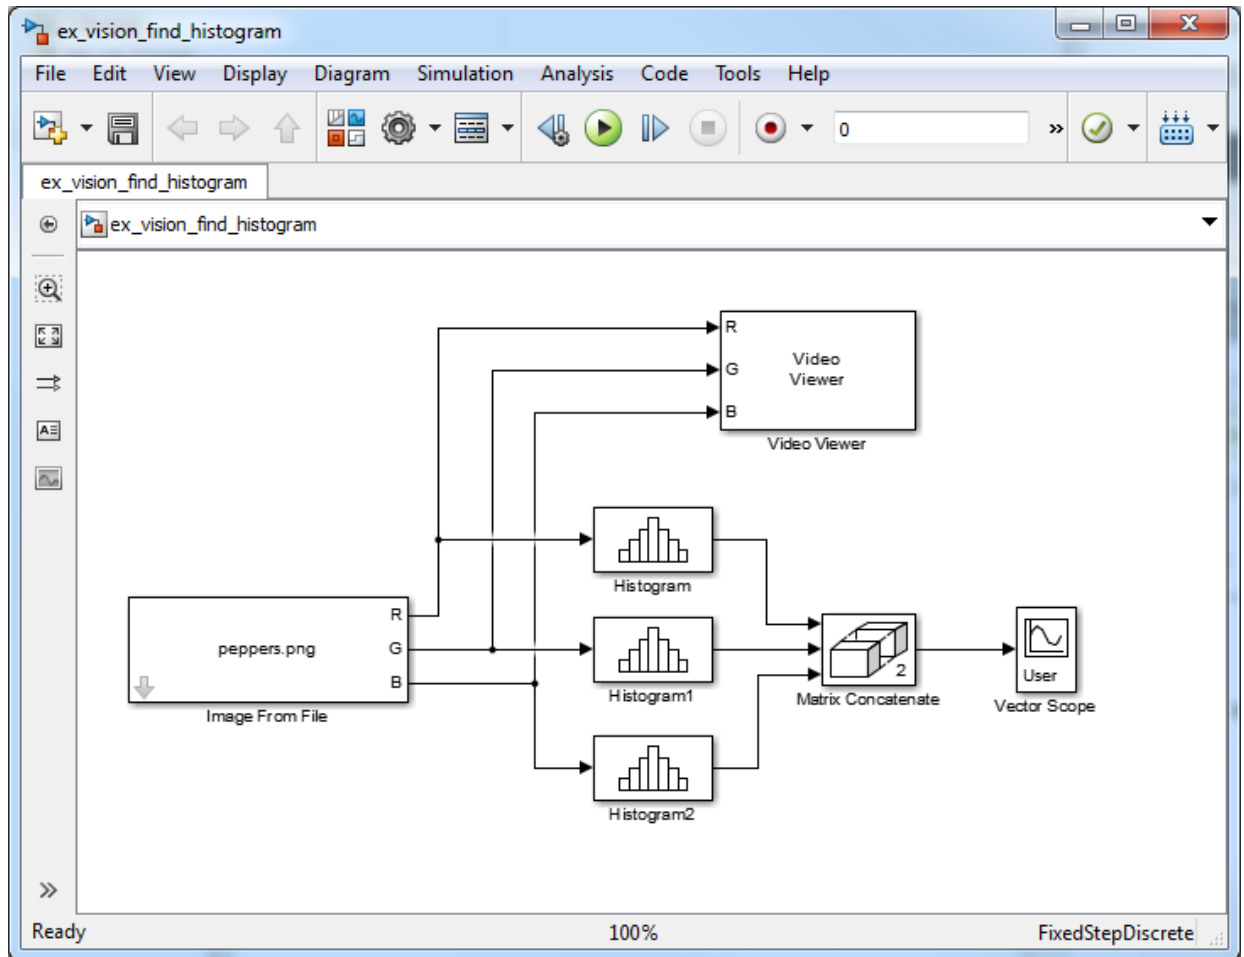 ex_vision_find_histogram
File Edit View Display Diagram Simulation Analysis Code Tools Help
0
»
ex_vision_find_histogram
ex_vision_find_histogram
R
G
B
Video
Viewer
Video Viewer
Histogram
peppers.png
R
G
B
Image From File
Histogram1
2
Matrix Concatenate
User
Vector Scope
Histogram2
»
Ready 100% FixedStepDiscrete